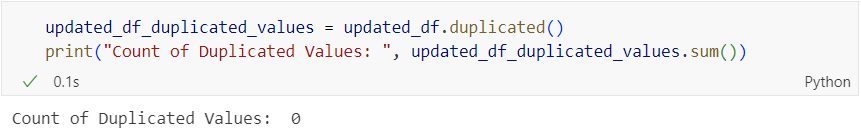 updated_df_duplicated_values = updated_df.duplicated()
print("Count of Duplicated Values: ", updated_df_duplicated_values.sum())
0.1s
Python
Count of Duplicated Values:  0